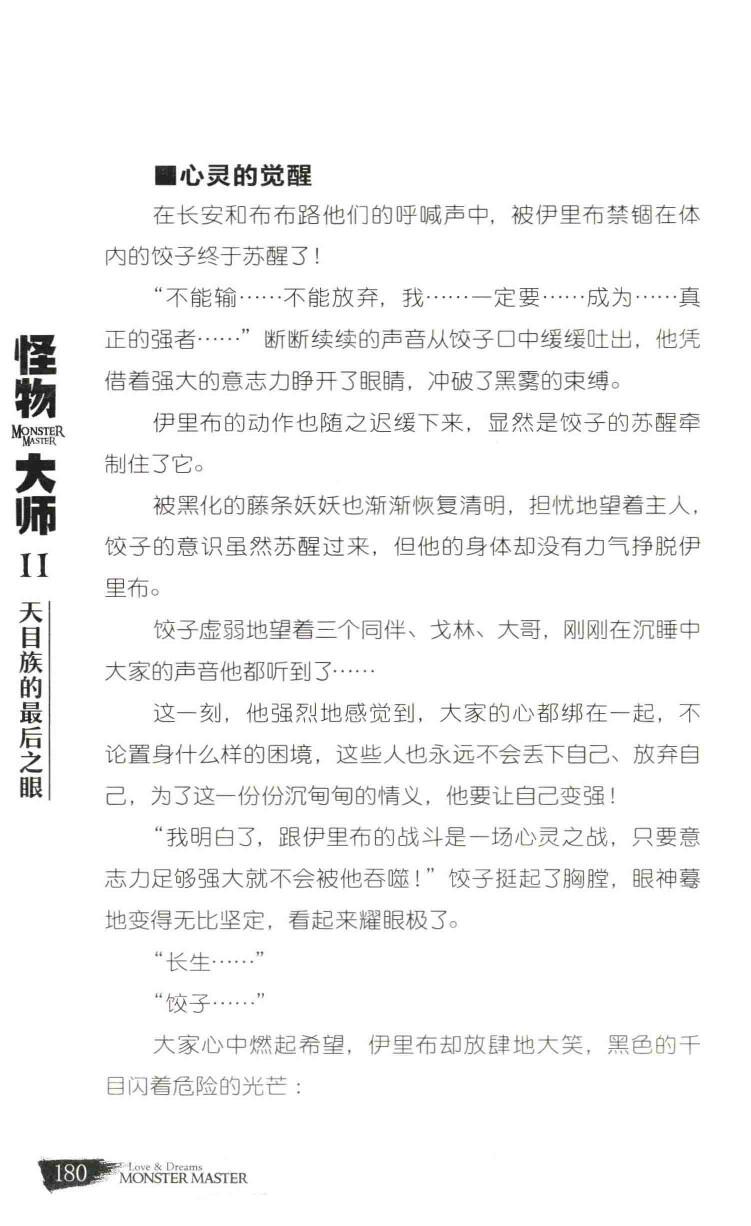 ■心灵的觉醒
在长安和布布路他们的呼喊声中，被伊里布禁锢在体
内的饺子终于苏醒了！
“不能输……不能放弃，我……一定要……成为……真
正的强者……”断断续续的声音从饺子口中缓缓吐出，他凭
借着强大的意志力睁开了眼睛，冲破了黑雾的束缚。
伊里布的动作也随之迟缓下来，显然是饺子的苏醒牵
制住了它。
被黑化的藤条妖妖也渐渐恢复清明，担忧地望着主人，
饺子的意识虽然苏醒过来，但他的身体却没有力气挣脱伊
里布。
饺子虚弱地望着三个同伴、戈林、大哥，刚刚在沉睡中
大家的声音他都听到了……
这一刻，他强烈地感觉到，大家的心都绑在一起，不
论置身什么样的困境，这些人也永远不会丢下自己、放弃自
己，为了这一份份沉甸甸的情义，他要让自己变强！
“我明白了，跟伊里布的战斗是一场心灵之战，只要意
志力足够强大就不会被他吞噬！”饺子挺起了胸膛，眼神蓦
地变得无比坚定，看起来耀眼极了。
“长生……”
“饺子……”
大家心中燃起希望，伊里布却放肆地大笑，黑色的千
目闪着危险的光芒：
怪物
MONSTER
MASTER
大师
II
天目族的最后之眼
180
Love & Dreams
MONSTER MASTER